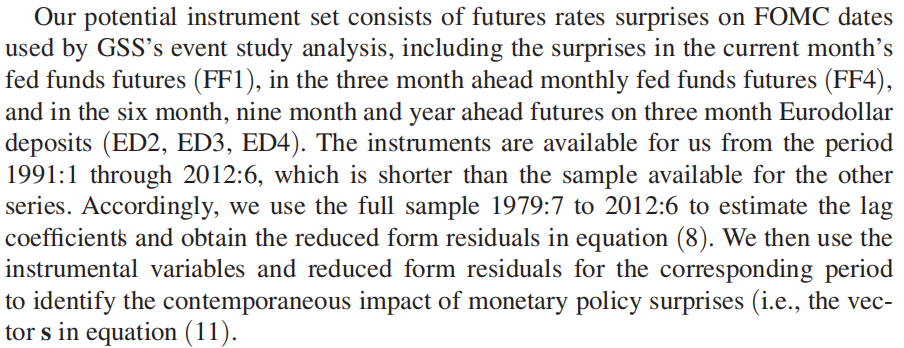 Our potential instrument set consists of futures rates surprises on FOMC dates
used by GSS's event study analysis, including the surprises in the current month's
fed funds futures (FF1), in the three month ahead monthly fed funds futures (FF4),
and in the six month, nine month and year ahead futures on three month Eurodollar
deposits (ED2, ED3, ED4). The instruments are available for us from the period
1991:1 through 2012:6, which is shorter than the sample available for the other
series. Accordingly, we use the full sample 1979:7 to 2012:6 to estimate the lag
coefficients and obtain the reduced form residuals in equation (8). We then use the
instrumental variables and reduced form residuals for the corresponding period
to identify the contemporaneous impact of monetary policy surprises (i.e., the vec-
tor s in equation (11).